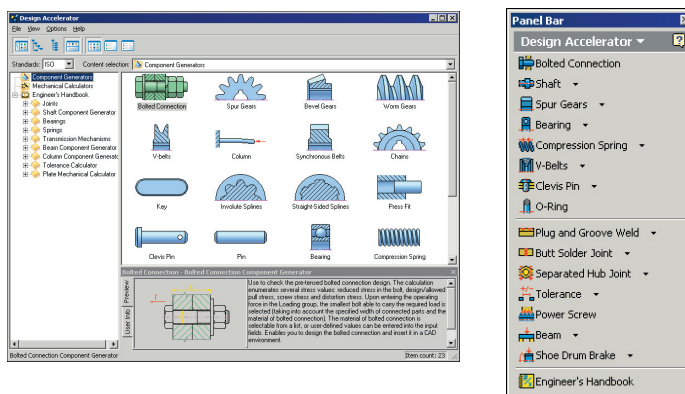 Design Accelerator
File View Options Help
Standards: ISO Content selection: Component Generators
Component Generators
Mechanical Calculators
Engineer's Handbook
Joints
Shaft Component Generator
Bearings
Springs
Transmission Mechanisms
Beam Component Generator
Column Component Generato
Tolerance Calculator
Plate Mechanical Calculator
Bolted Connection Spur Gears Bevel Gears Worm Gears
V-belts Column Synchronous Belts Chains
Key Involute Splines Straight-Sided Splines Press Fit
Clevis Pin Pin Bearing Compression Spring
Bolted Connection - Bolted Connection Component Generator
Preview
User info
Use to check the pre-tensed bolted connection design. The calculation
enumerates several stress values: reduced stress in the bolt, design/allowed
pull stress, screw stress and distortion stress. Upon entering the operating
force in the Loading group, the smallest bolt able to carry the required load is
selected (taking into account the specified width of connected parts and the
material of bolted connection). The material of bolted connection is
selectable from a list, or user-defined values can be entered into the input
fields. Enables you to design the bolted connection and insert it in a CAD
environment.
Bolted Connection Component Generator Item count: 23
Panel Bar
Design Accelerator
Bolted Connection
Shaft
Spur Gears
Bearing
Compression Spring
V-Belts
Clevis Pin
O-Ring
Plug and Groove Weld
Butt Solder Joint
Separated Hub Joint
Tolerance
Power Screw
Beam
Shoe Drum Brake
Engineer's Handbook